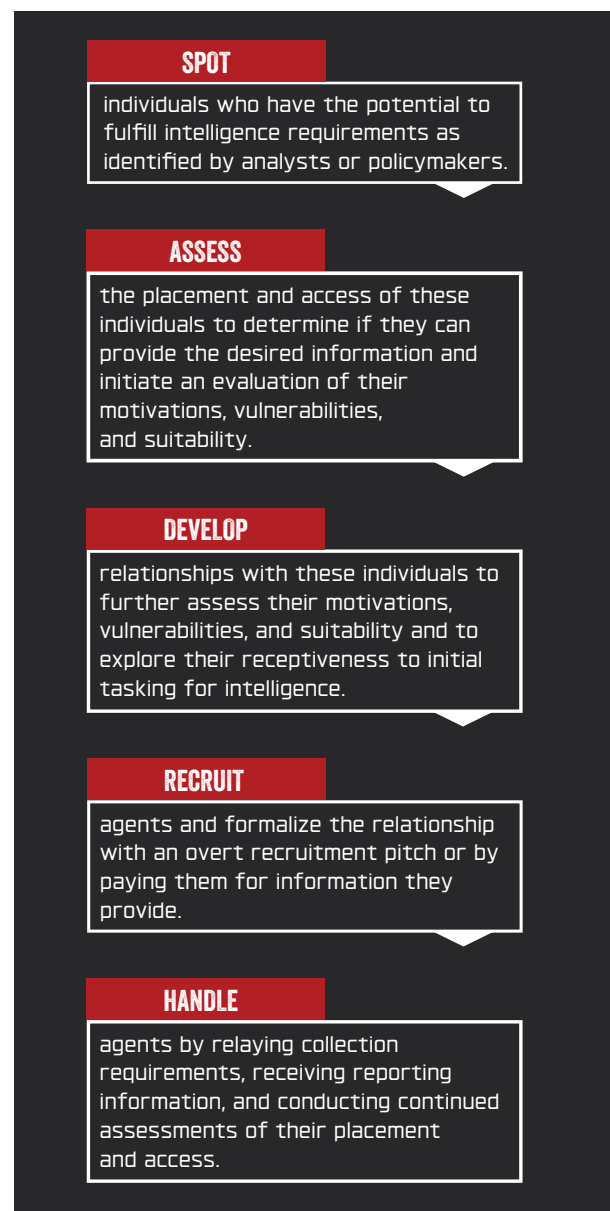 SPOT
individuals who have the potential to
fulfill intelligence requirements as
identified by analysts or policymakers.
ASSESS
the placement and access of these
individuals to determine if they can
provide the desired information and
initiate an evaluation of their
motivations, vulnerabilities,
and suitability.
DEVELOP
relationships with these individuals to
further assess their motivations,
vulnerabilities, and suitability and to
explore their receptiveness to initial
tasking for intelligence.
RECRUIT
agents and formalize the relationship
with an overt recruitment pitch or by
paying them for information they
provide.
HANDLE
agents by relaying collection
requirements, receiving reporting
information, and conducting continued
assessments of their placement
and access.